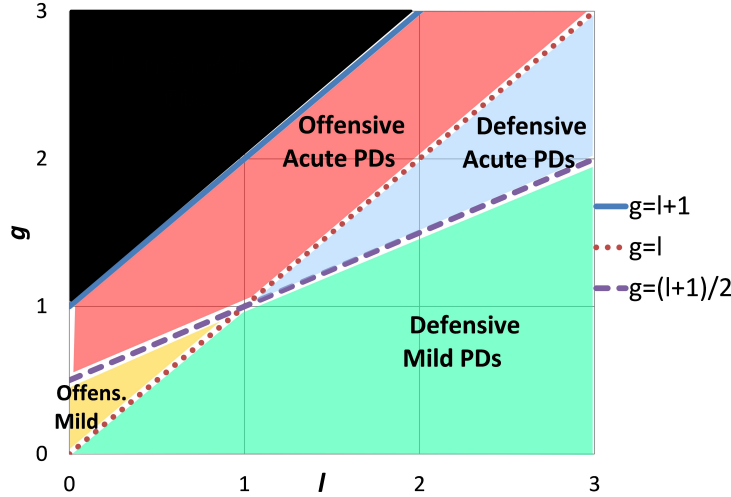 3
Offensive
Acute PDs
Defensive
Acute PDs
2
g
g=l+1
g=l
g=(l+1)/2
1
Defensive
Mild PDs
Offens.
Mild
0
0
1
l
2
3